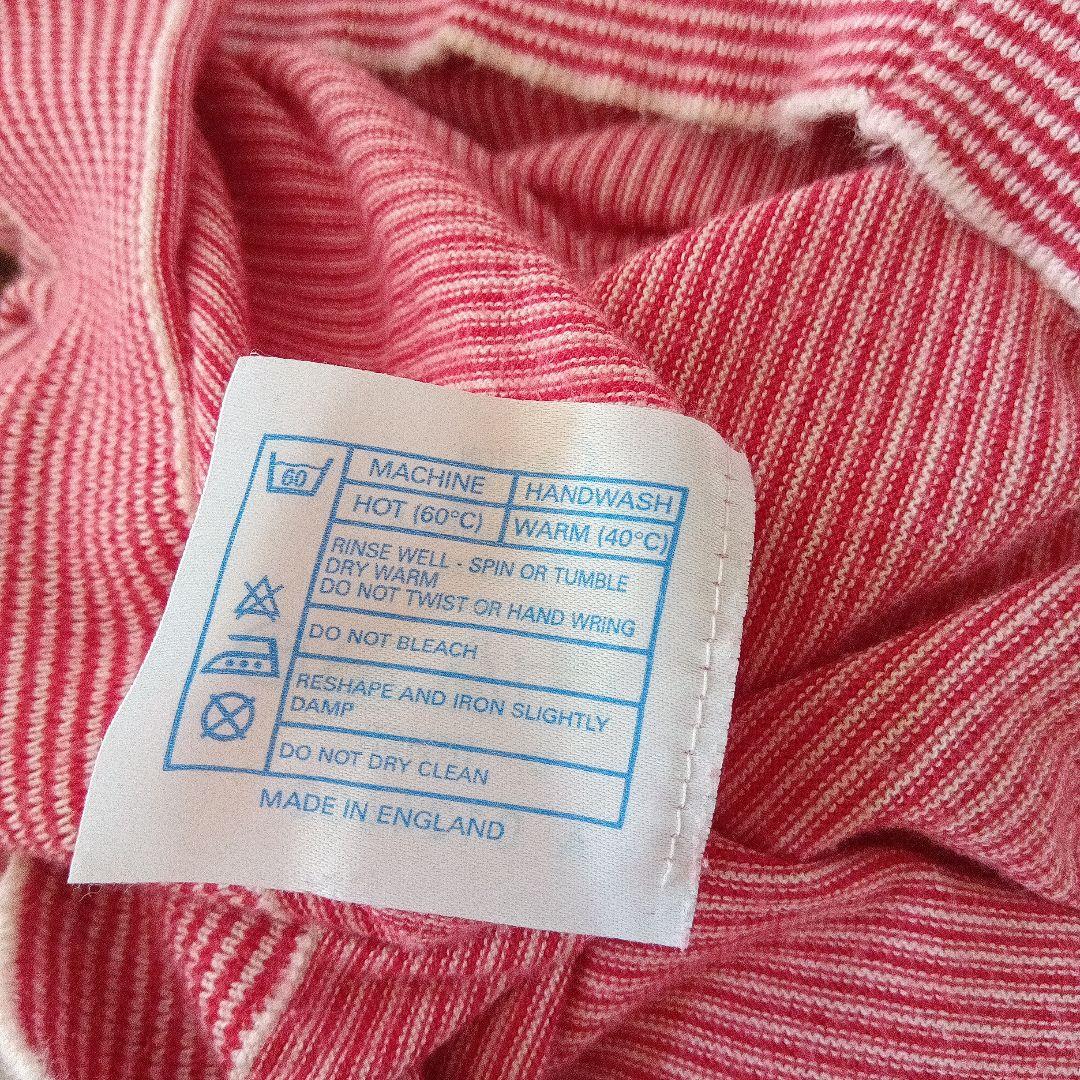 60
MACHINE HANDWASH
HOT (60°C) WARM (40°C)
RINSE WELL - SPIN OR TUMBLE
DRY WARM
DO NOT TWIST OR HAND WRING
DO NOT BLEACH
RESHAPE AND IRON SLIGHTLY
DAMP
DO NOT DRY CLEAN
MADE IN ENGLAND